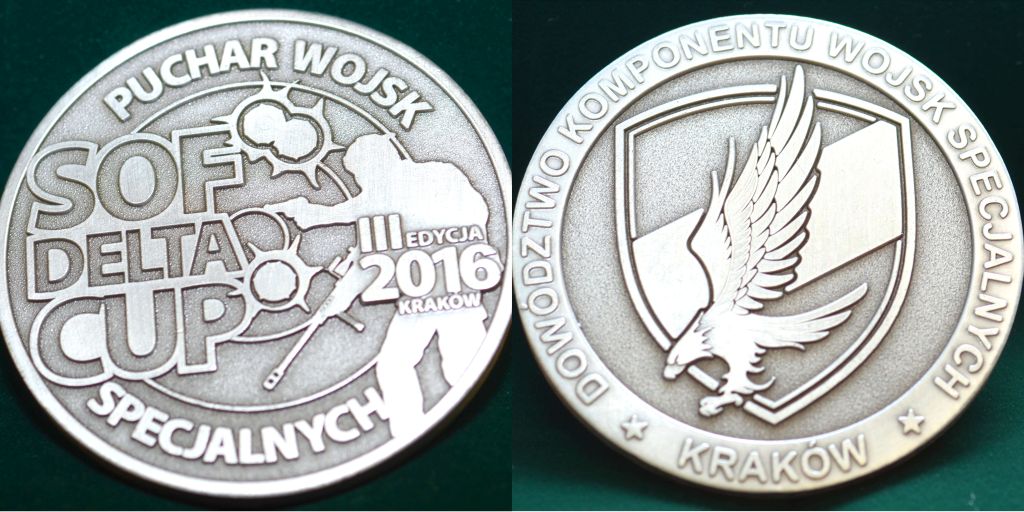 PUCHAR WOJSK
SOF
DELTA
CUP
III EDYCJA
2016
KRAKÓW
SPECJALNYCH
DOWÓDZTWO KOMPONENTU WOJSK SPECJALNYCH
KRAKÓW